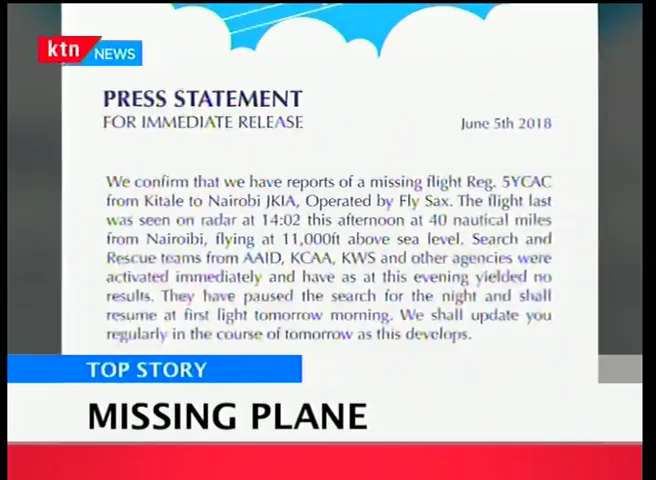 ktn NEWS
PRESS STATEMENT
FOR IMMEDIATE RELEASE
June 5th 2018
We confirm that we have reports of a missing flight Reg. 5YCAC
from Kitale to Nairobi JKIA, Operated by Fly Sax. The flight last
was seen on radar at 14:02 this afternoon at 40 nautical miles
from Nairoibi, flying at 11,000ft above sea level. Search and
Rescue teams from AAID, KCAA, KWS and other agencies were
activated immediately and have as at this evening yielded no
results. They have paused the search for the night and shall
resume at first light tomorrow morning. We shall update you
regularly in the course of tomorrow as this develops.
TOP STORY
MISSING PLANE